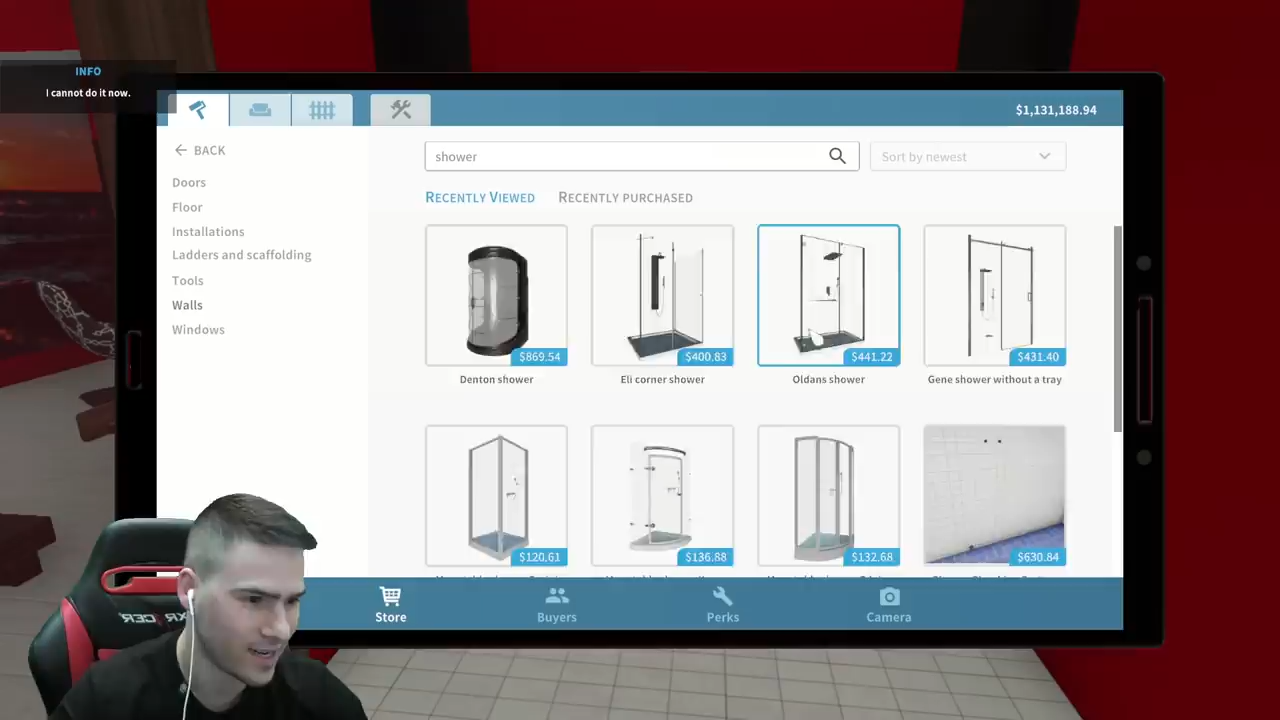 INFO
I cannot do it now.
$1,131,188.94
BACK
shower
Sort by newest
Doors
Floor
Installations
Ladders and scaffolding
Tools
Walls
Windows
RECENTLY VIEWED
RECENTLY PURCHASED
$869.54
$400.83
$441.22
$431.40
Denton shower
Eli corner shower
Oldans shower
Gene shower without a tray
$120.61
$136.88
$132.68
$630.84
Store
Buyers
Perks
Camera